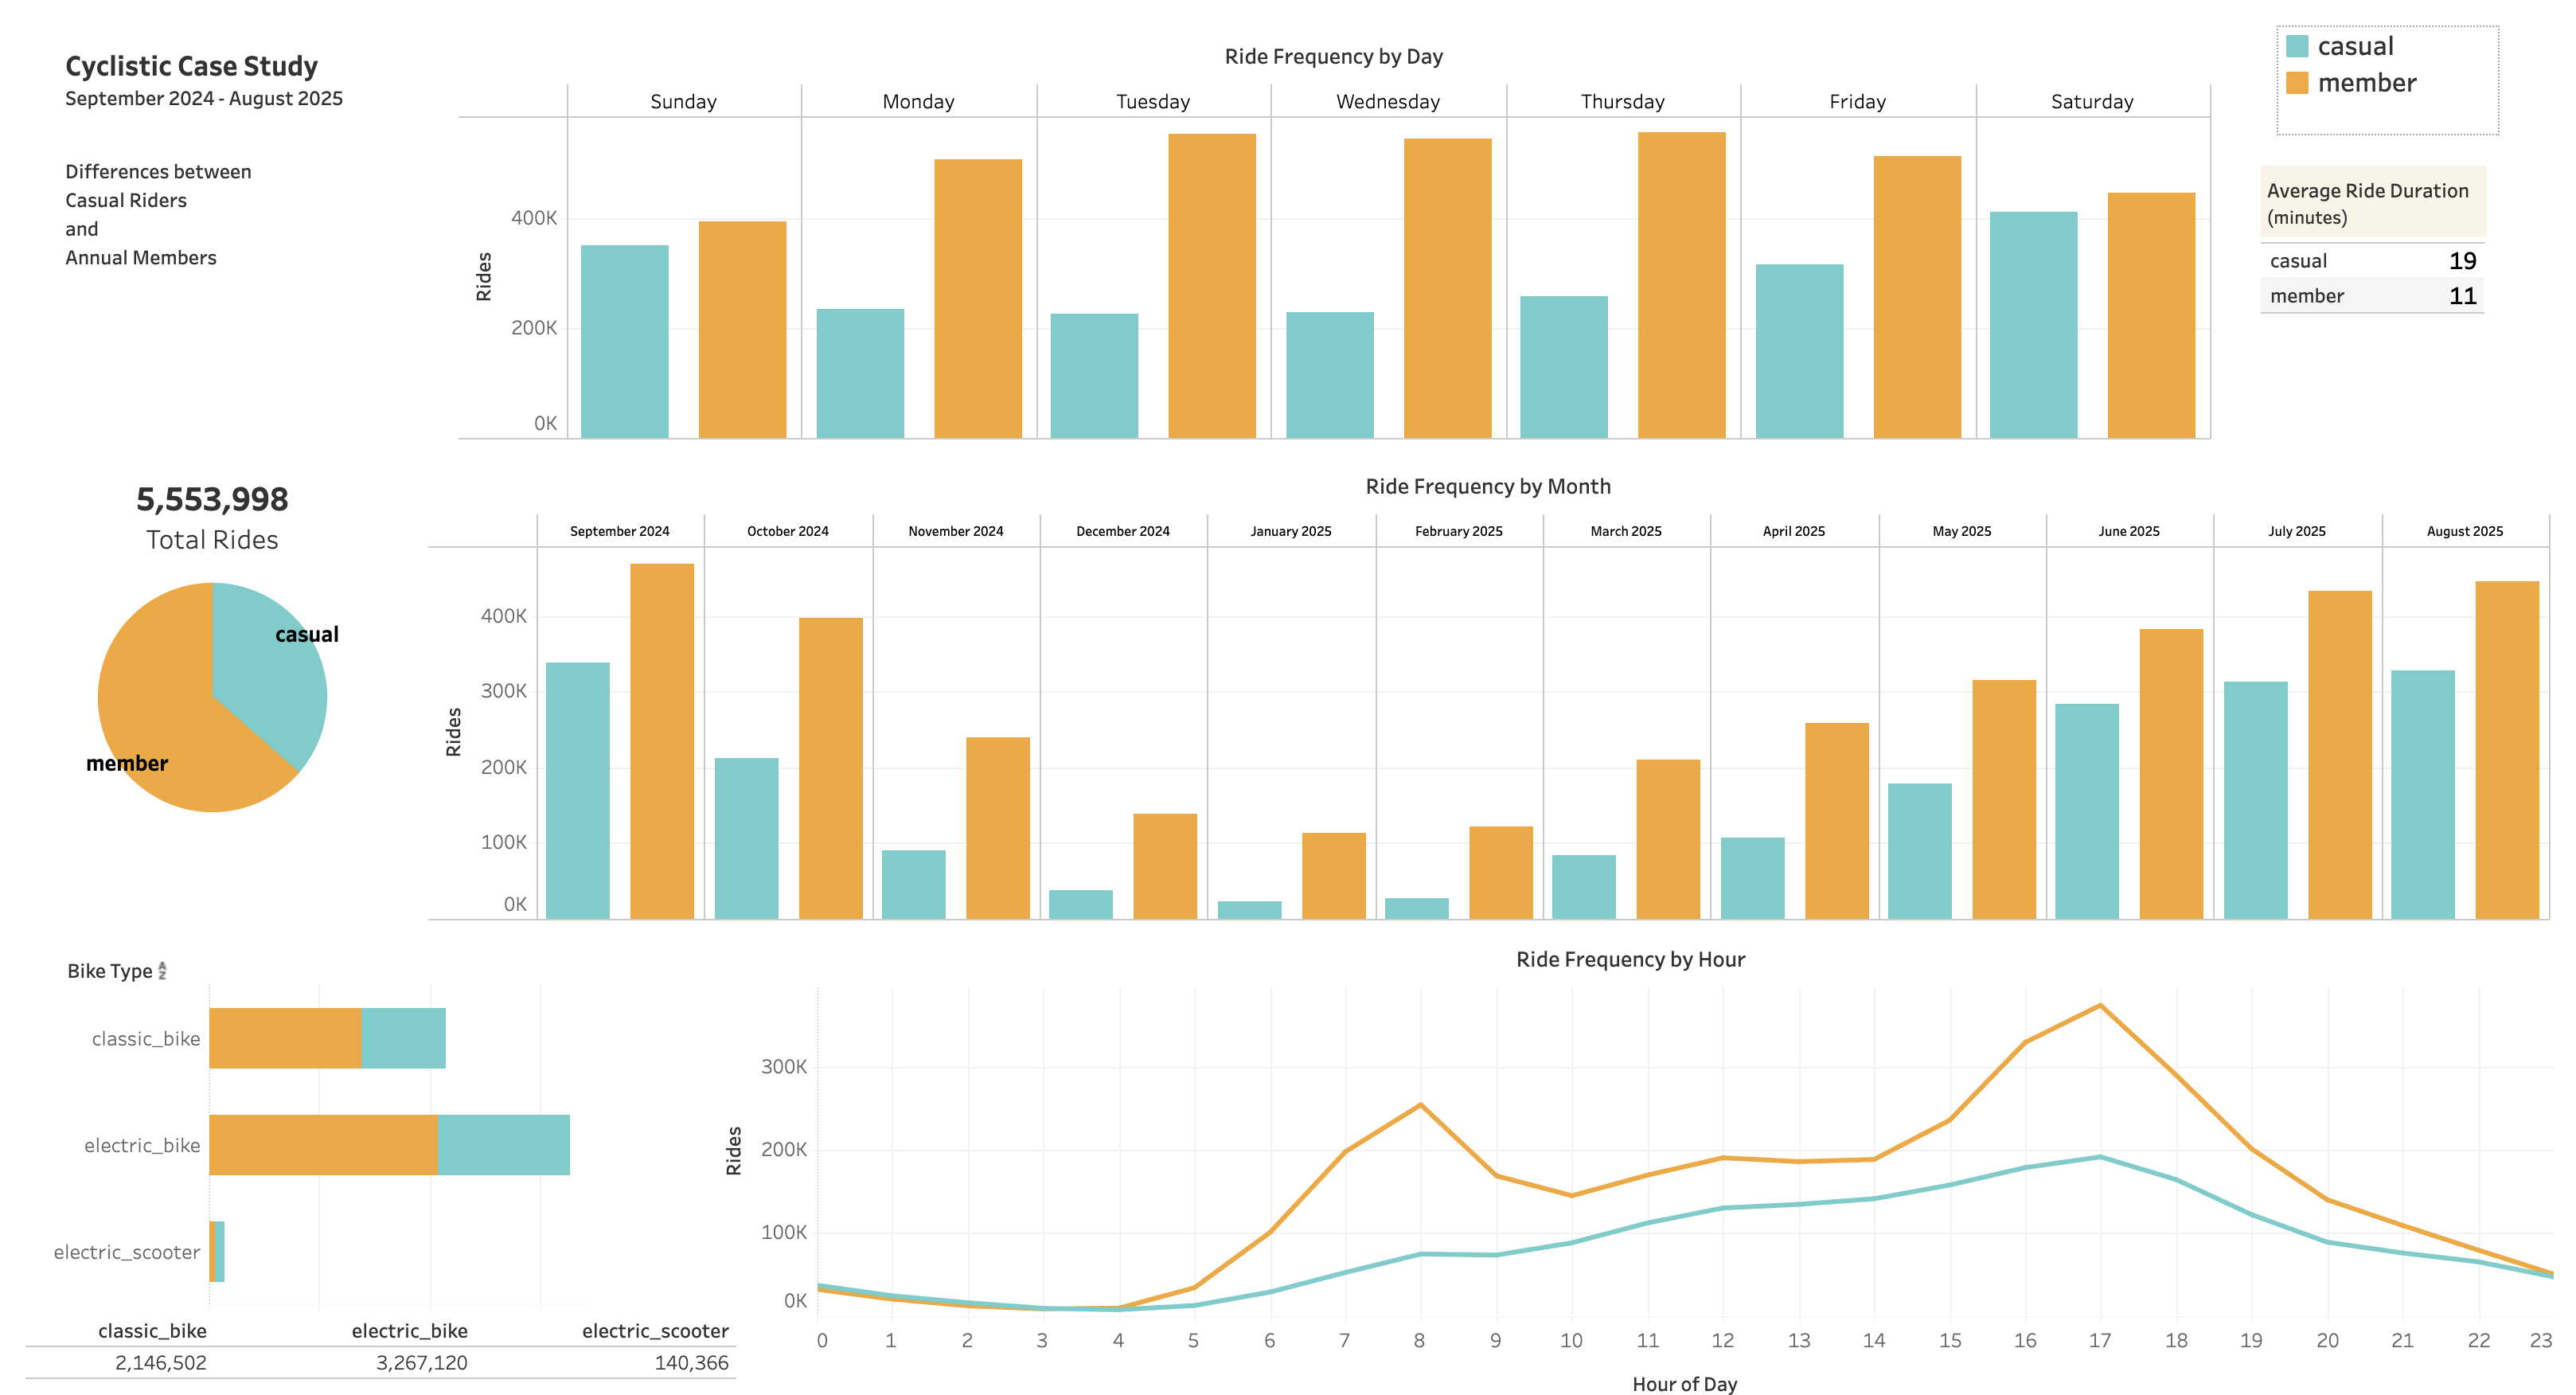 Cyclistic Case Study
September 2024 - August 2025
Differences between
Casual Riders
and
Annual Members
Ride Frequency by Day
Sunday Monday Tuesday Wednesday Thursday Friday Saturday
400K
200K
0K
Rides
casual
member
Average Ride Duration
(minutes)
casual 19
member 11
5,553,998
Total Rides
casual
member
Ride Frequency by Month
September 2024 October 2024 November 2024 December 2024 January 2025 February 2025 March 2025 April 2025 May 2025 June 2025 July 2025 August 2025
400K
300K
200K
100K
0K
Rides
Bike Type
classic_bike
electric_bike
electric_scooter
classic_bike electric_bike electric_scooter
2,146,502 3,267,120 140,366
Ride Frequency by Hour
300K
200K
100K
0K
Rides
0 1 2 3 4 5 6 7 8 9 10 11 12 13 14 15 16 17 18 19 20 21 22 23
Hour of Day